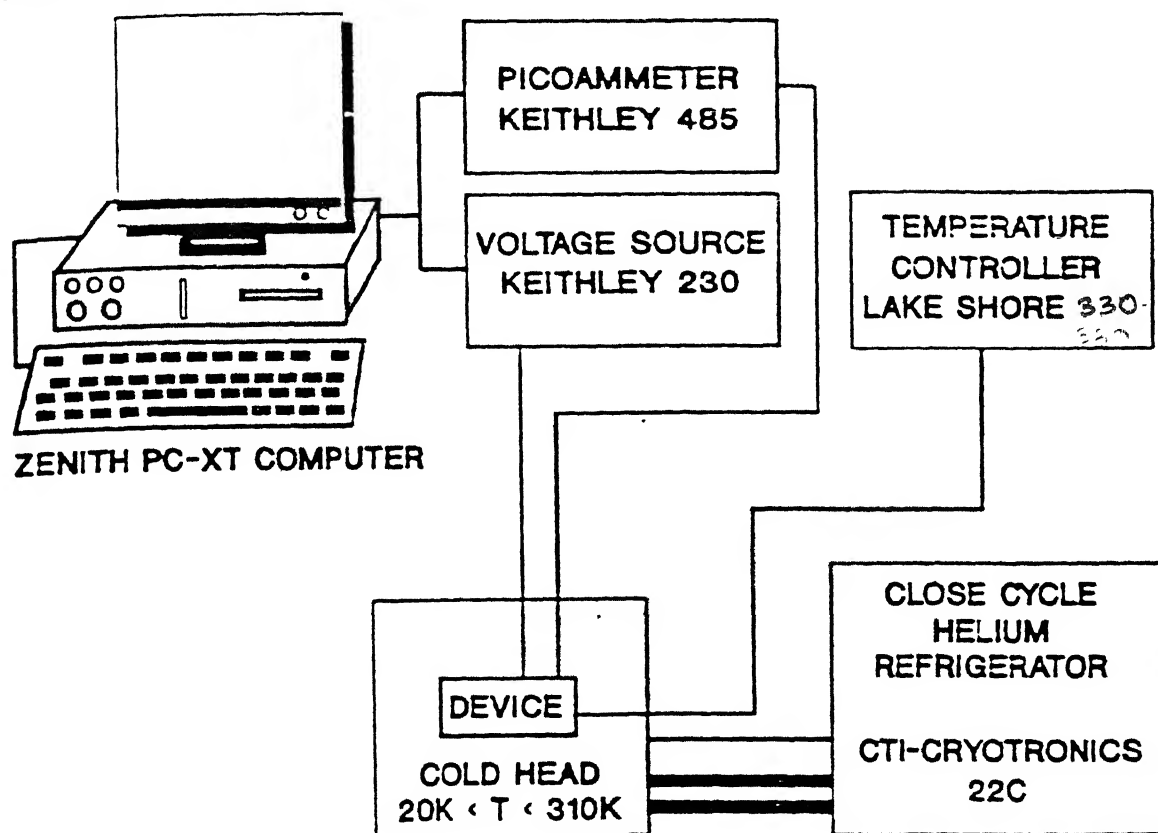 PICOAMMETER
KEITHLEY 485
VOLTAGE SOURCE
KEITHLEY 230
TEMPERATURE
CONTROLLER
LAKE SHORE 330
ZENITH PC-XT COMPUTER
DEVICE
COLD HEAD
20K < T < 310K
CLOSE CYCLE
HELIUM
REFRIGERATOR
CTI-CRYOTRONICS
22C